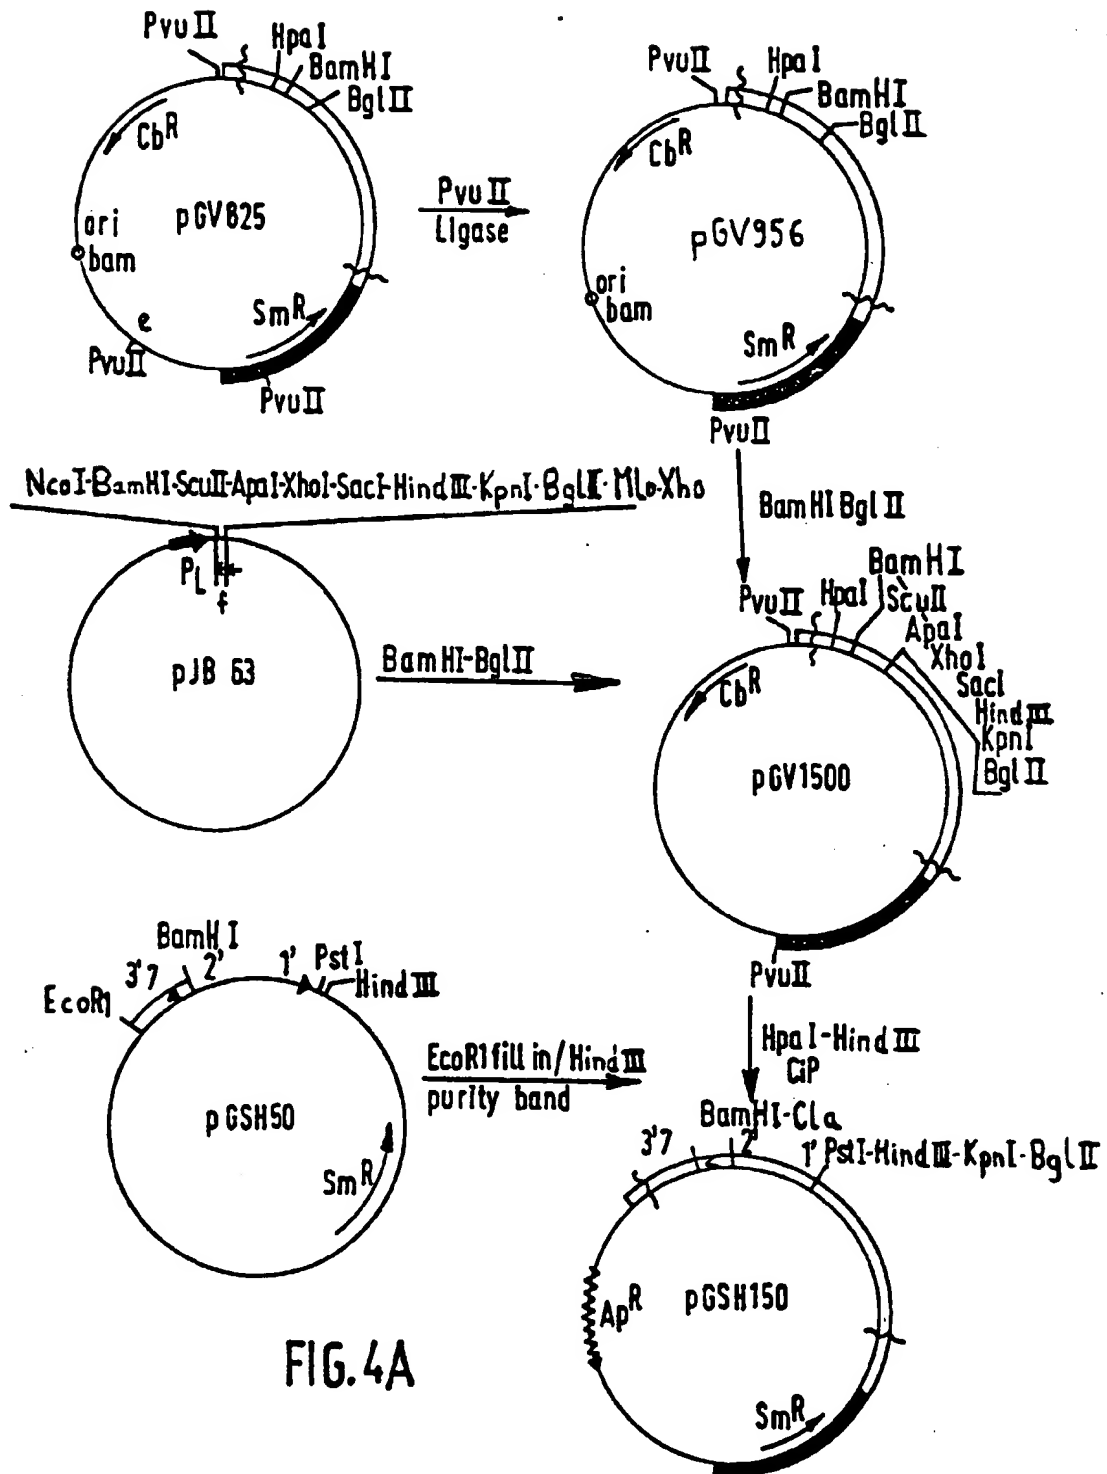 PvuII
HpaI
BamHI
BglII
CbR
pGV825
ori
bam
e
PvuII
SmR
PvuII
PvuII
Ligase
PvuII
HpaI
BamHI
BglII
CbR
pGV956
ori
bam
SmR
PvuII
NcoI-BamHI-ScuII-ApaI-XhoI-SacI-HindIII-KpnI-BglII-Mlo-Xho
PL
f
pJB 63
BamHI-BglII
BamHI BglII
PvuII
HpaI
BamHI
ScuII
ApaI
XhoI
SacI
HindIII
KpnI
BglII
CbR
pGV1500
PvuII
EcoR1
3'7
BamHI
2'
1'
PstI
HindIII
pGSH50
SmR
EcoR1 fill in/HindIII
purity band
HpaI-HindIII
CiP
BamHI-Cla
3'7
2'
1' PstI-HindIII-KpnI-BglII
ApR
pGSH150
SmR
FIG. 4A